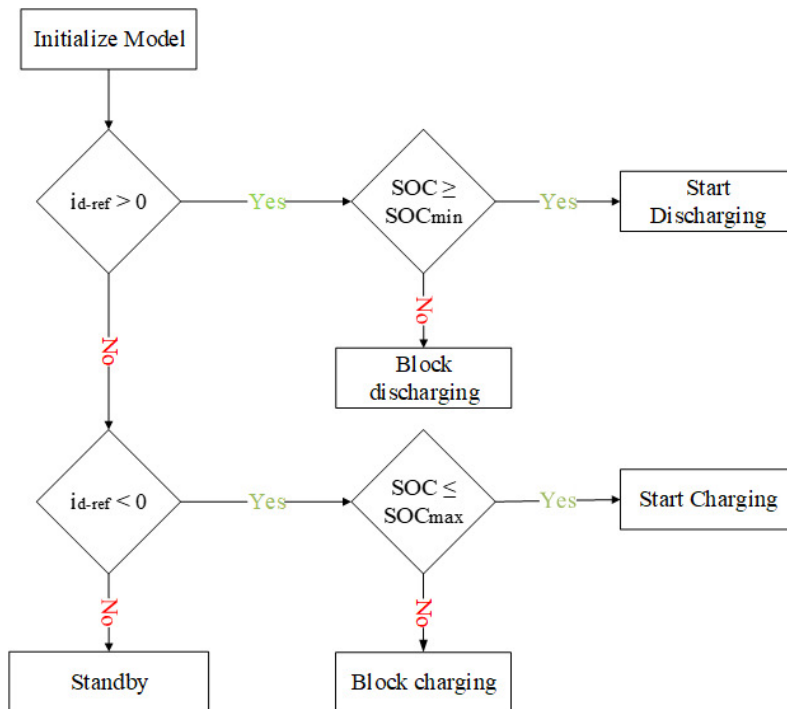 Initialize Model
id-ref > 0
Yes
SOC ≥
SOCmin
Yes
Start
Discharging
No
No
Block
discharging
id-ref < 0
Yes
SOC ≤
SOCmax
Yes
Start Charging
No
No
Standby
Block charging